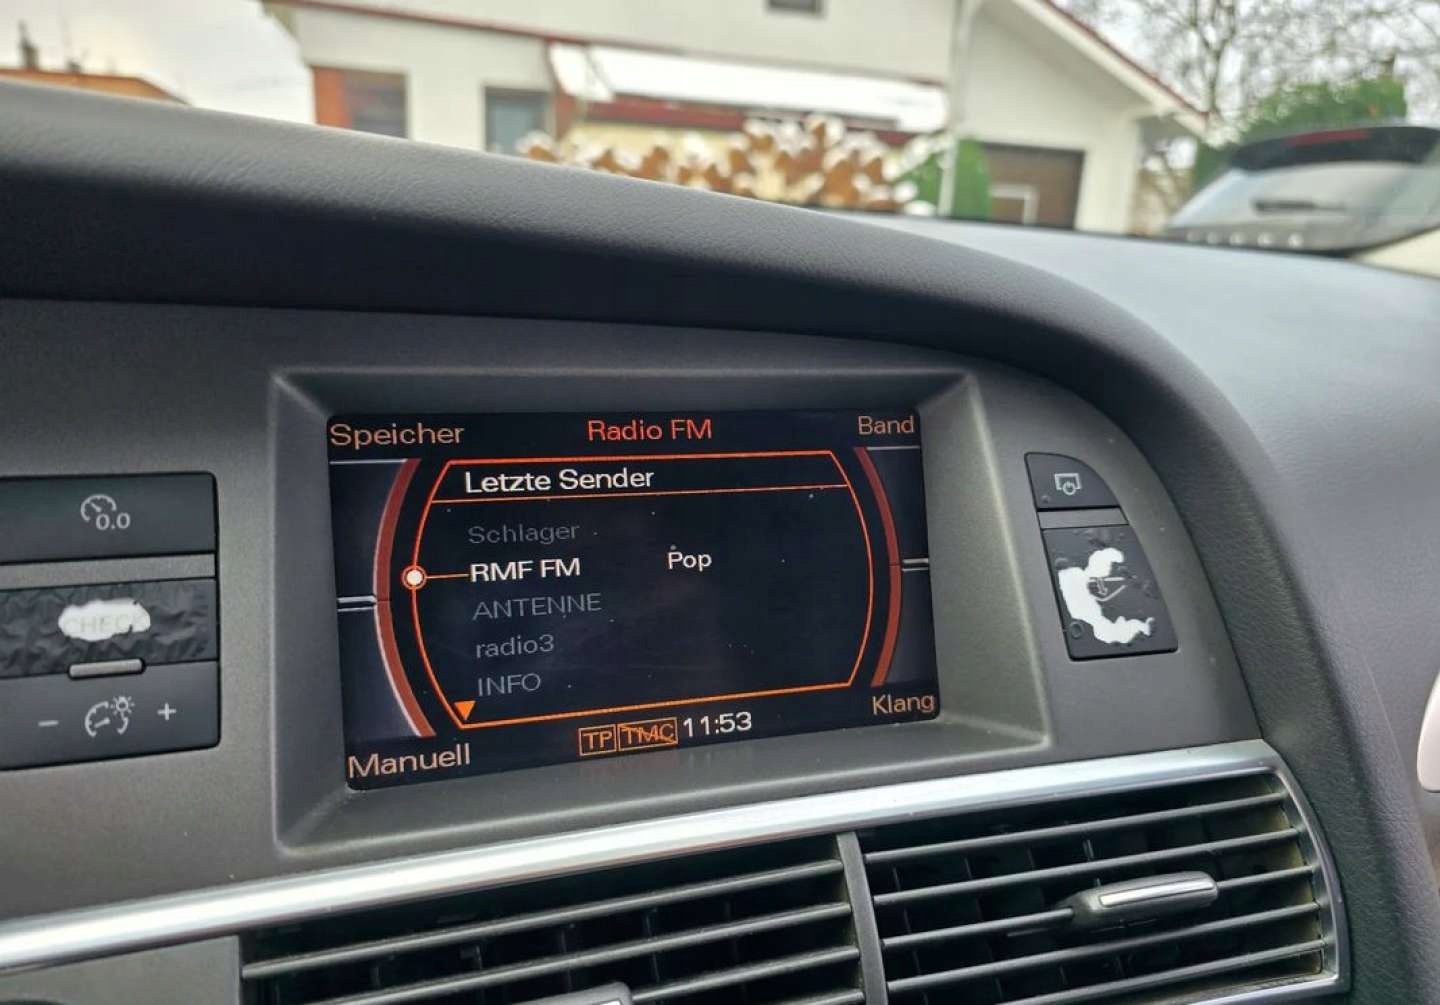 Speicher Radio FM Band
Letzte Sender
Schlager
RMF FM Pop
ANTENNE
radio3
INFO
Klang
TP TMC 11:53
Manuell
0.0
CHECK
- +